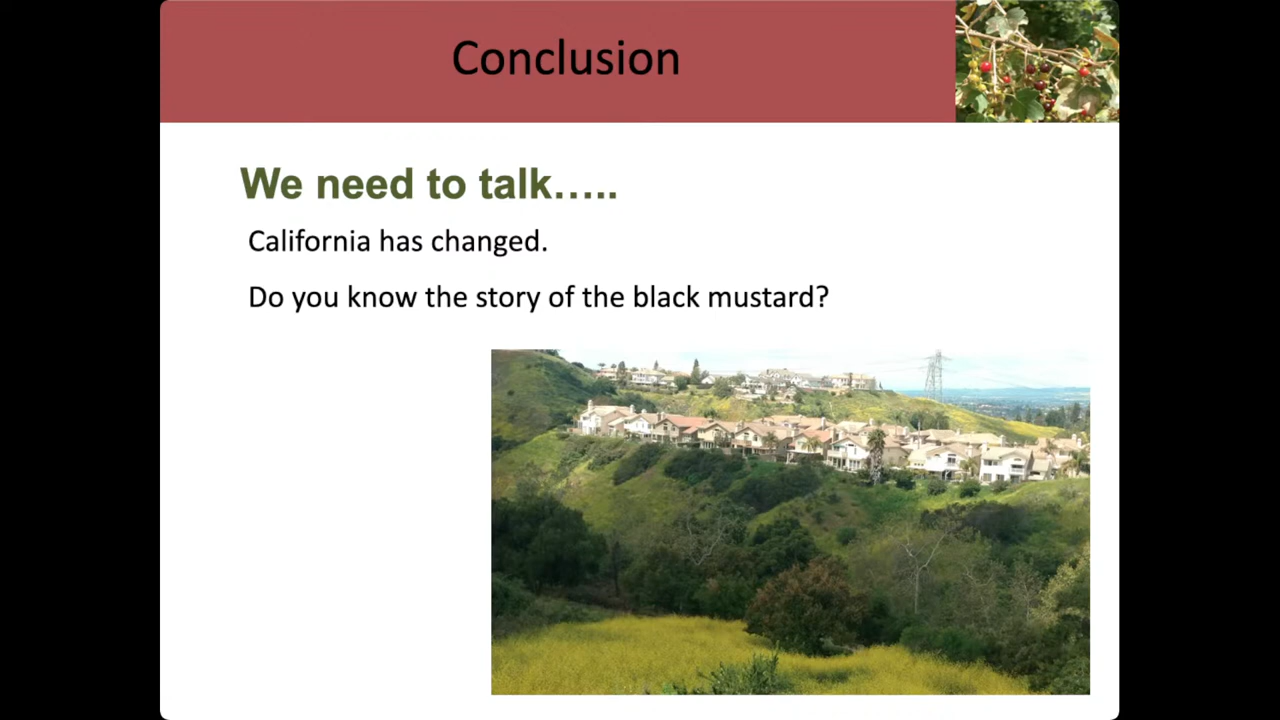 Conclusion
We need to talk…..
California has changed.
Do you know the story of the black mustard?